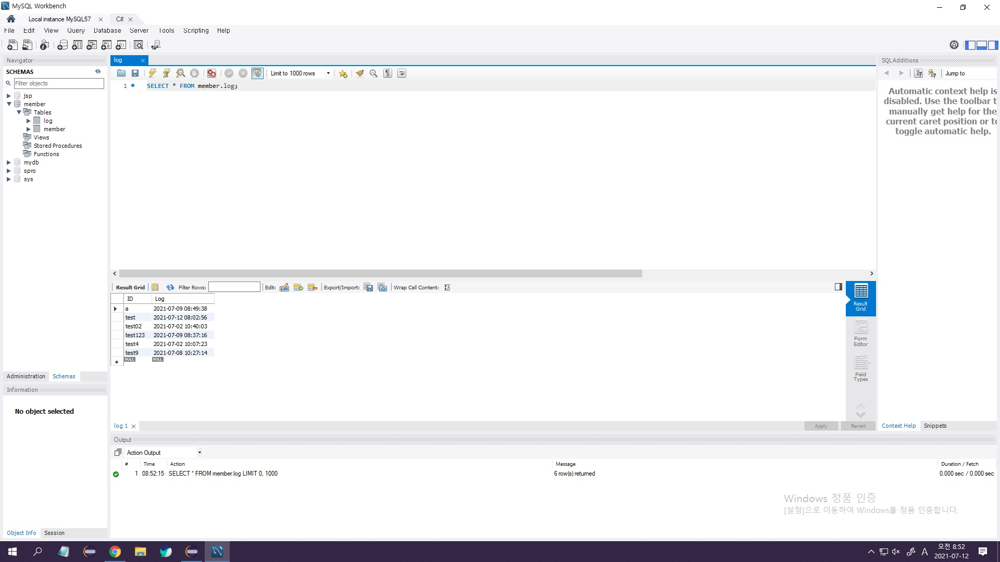 MySQL Workbench
Local instance MySQL57
C#
File Edit View Query Database Server Tools Scripting Help
Navigator
SCHEMAS
Filter objects
jsp
member
Tables
log
member
Views
Stored Procedures
Functions
mydb
spro
sys
Administration Schemas
Information
No object selected
Object Info Session
log
Limit to 1000 rows
1 SELECT * FROM member.log;
Result Grid Filter Rows: Edit: Export/Import: Wrap Cell Content:
ID Log
a 2021-07-09 08:49:38
test 2021-07-12 08:02:56
test02 2021-07-02 10:40:03
test123 2021-07-09 08:37:16
test4 2021-07-02 10:07:23
test9 2021-07-08 10:27:14
NULL NULL
Result
Grid
Form
Editor
Field
Types
log 1
Apply Revert
SQLAdditions
Jump to
Automatic context help is
disabled. Use the toolbar t
manually get help for the
current caret position or to
toggle automatic help.
Context Help Snippets
Output
Action Output
# Time Action Message Duration / Fetch
1 08:52:15 SELECT * FROM member.log LIMIT 0, 1000 6 row(s) returned 0.000 sec / 0.000 sec
Windows 정품 인증
[설정]으로 이동하여 Windows를 정품 인증합니다.
A
오전 8:52
2021-07-12